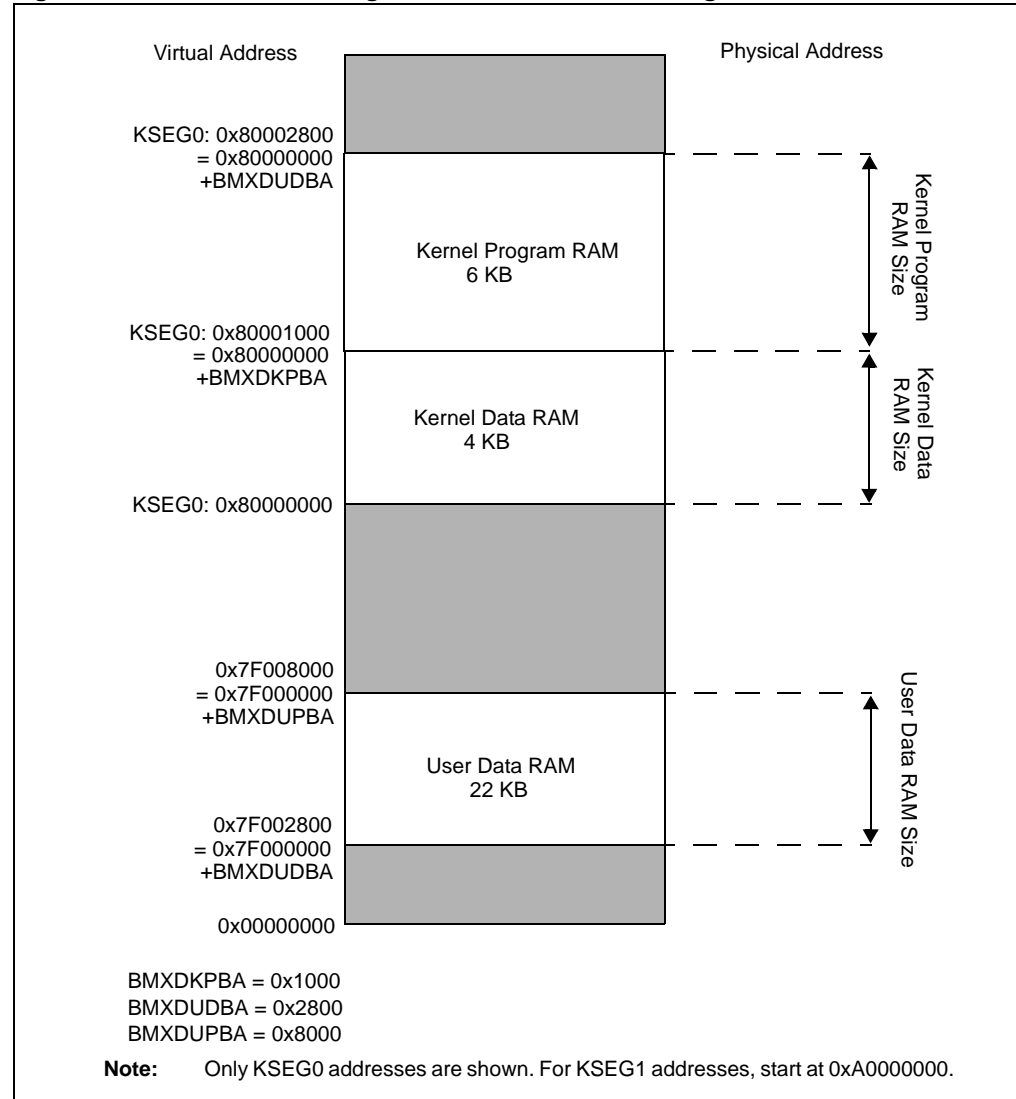 Virtual Address
Physical Address
KSEG0: 0x80002800
= 0x80000000
+BMXDUDBA
Kernel Program RAM
6 KB
Kernel Program
RAM Size
KSEG0: 0x80001000
= 0x80000000
+BMXDKPBA
Kernel Data RAM
4 KB
Kernel Data
RAM Size
KSEG0: 0x80000000
0x7F008000
= 0x7F000000
+BMXDUPBA
User Data RAM
22 KB
User Data RAM Size
0x7F002800
= 0x7F000000
+BMXDUDBA
0x00000000
BMXDKPBA = 0x1000
BMXDUDBA = 0x2800
BMXDUPBA = 0x8000
Note: Only KSEG0 addresses are shown. For KSEG1 addresses, start at 0xA0000000.